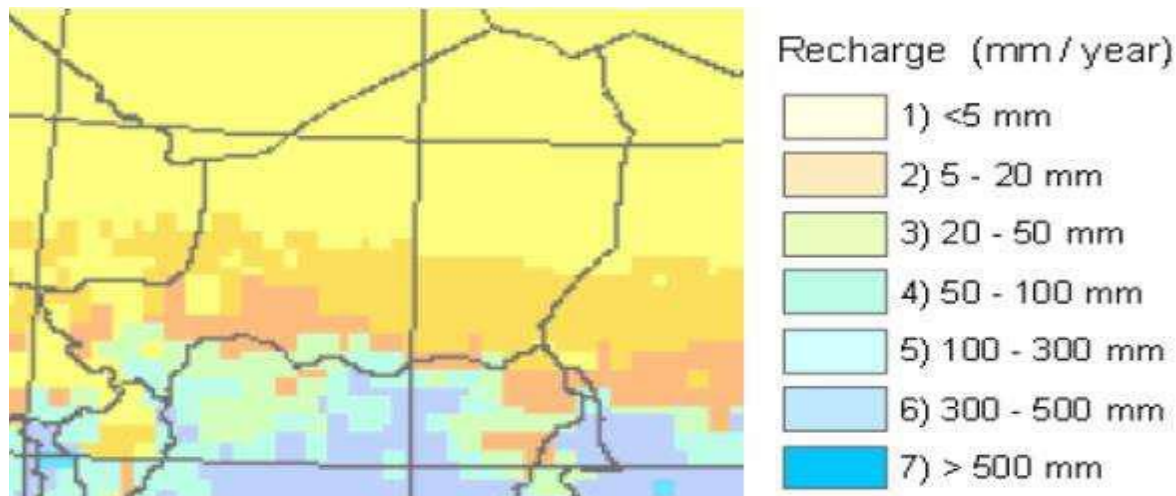 Recharge (mm / year)
1) <5 mm
2) 5 - 20 mm
3) 20 - 50 mm
4) 50 - 100 mm
5) 100 - 300 mm
6) 300 - 500 mm
7) > 500 mm